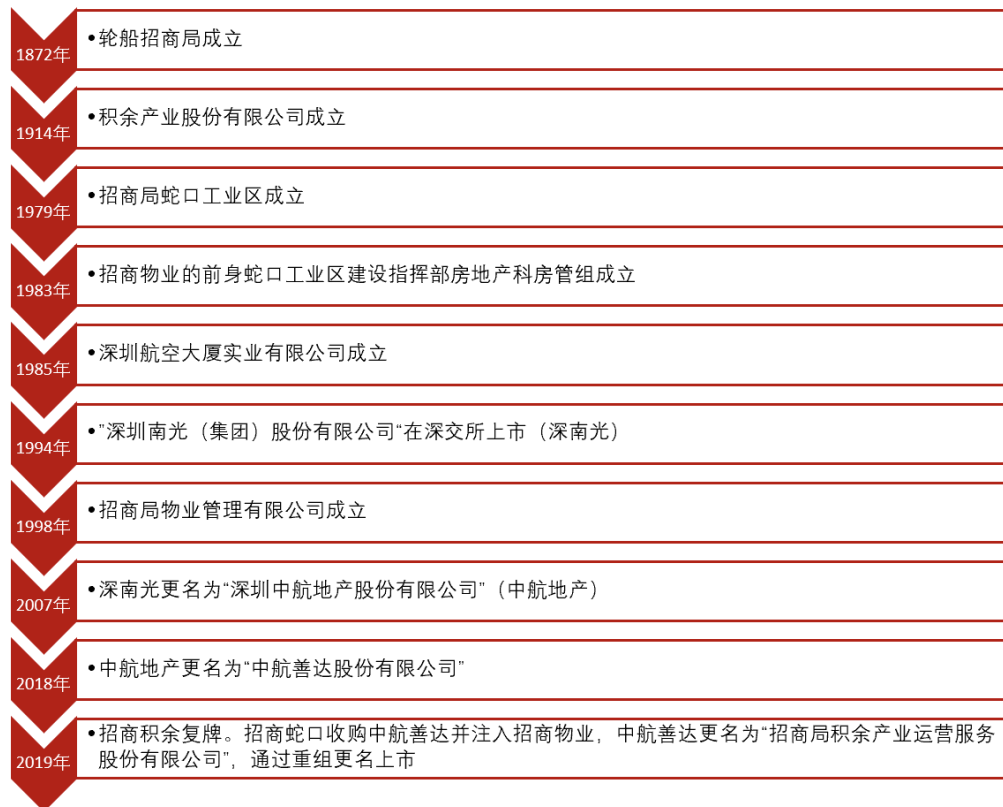 1872年
•轮船招商局成立
1914年
•积余产业股份有限公司成立
1979年
•招商局蛇口工业区成立
1983年
•招商物业的前身蛇口工业区建设指挥部房地产科房管组成立
1985年
•深圳航空大厦实业有限公司成立
1994年
•”深圳南光（集团）股份有限公司“在深交所上市（深南光）
1998年
•招商局物业管理有限公司成立
2007年
•深南光更名为“深圳中航地产股份有限公司”（中航地产）
2018年
•中航地产更名为“中航善达股份有限公司”
2019年
•招商积余复牌。招商蛇口收购中航善达并注入招商物业，中航善达更名为“招商局积余产业运营服务
股份有限公司”，通过重组更名上市